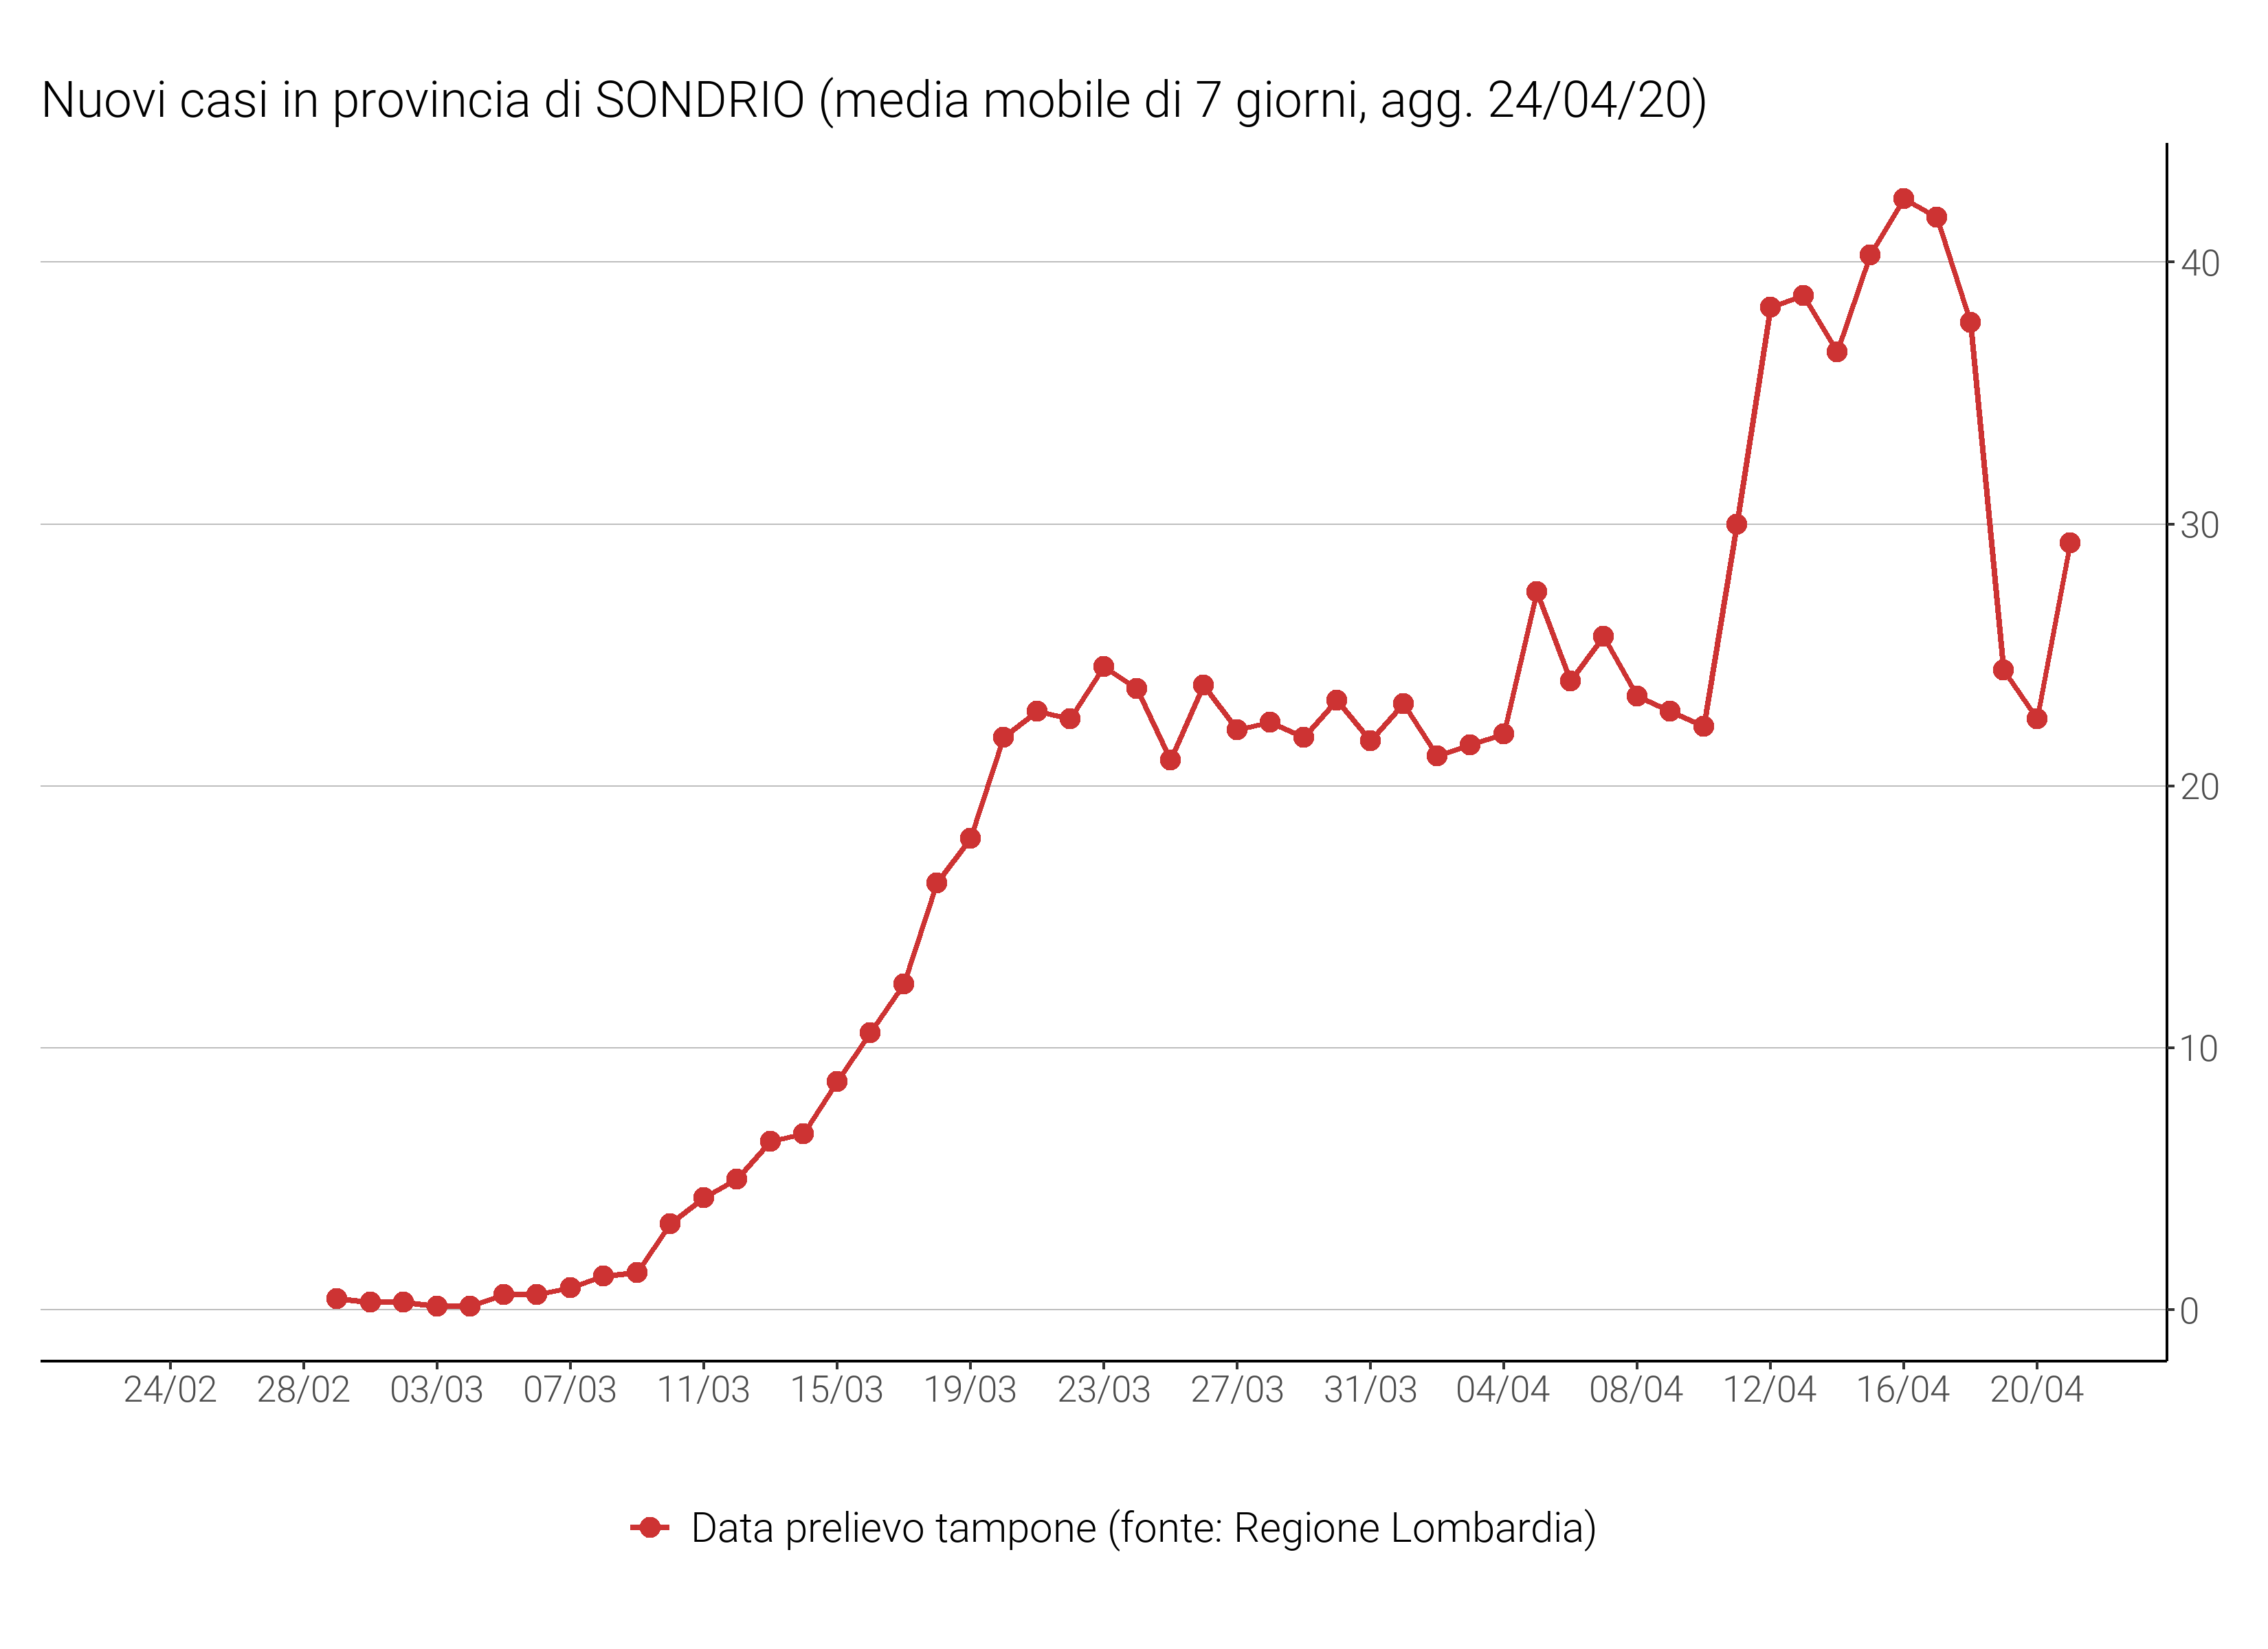 Nuovi casi in provincia di SONDRIO (media mobile di 7 giorni, agg. 24/04/20)
40
30
20
10
0
24/02 28/02 03/03 07/03 11/03 15/03 19/03 23/03 27/03 31/03 04/04 08/04 12/04 16/04 20/04
Data prelievo tampone (fonte: Regione Lombardia)